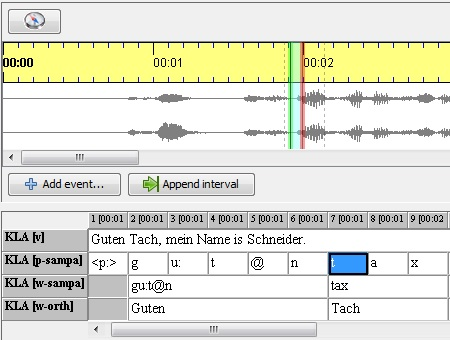 00:00 00:01 00:02
Add event... Append interval
1 [00:01 2 [00:01 3 [00:01 4 [00:01 5 [00:01 6 [00:01 7 [00:01 8 [00:01 9 [00:02
KLA [v] Guten Tach, mein Name is Schneider.
KLA [p-sampa] <p:> g u: t @ n t a x
KLA [w-sampa] gu:t@n tax
KLA [w-orth] Guten Tach